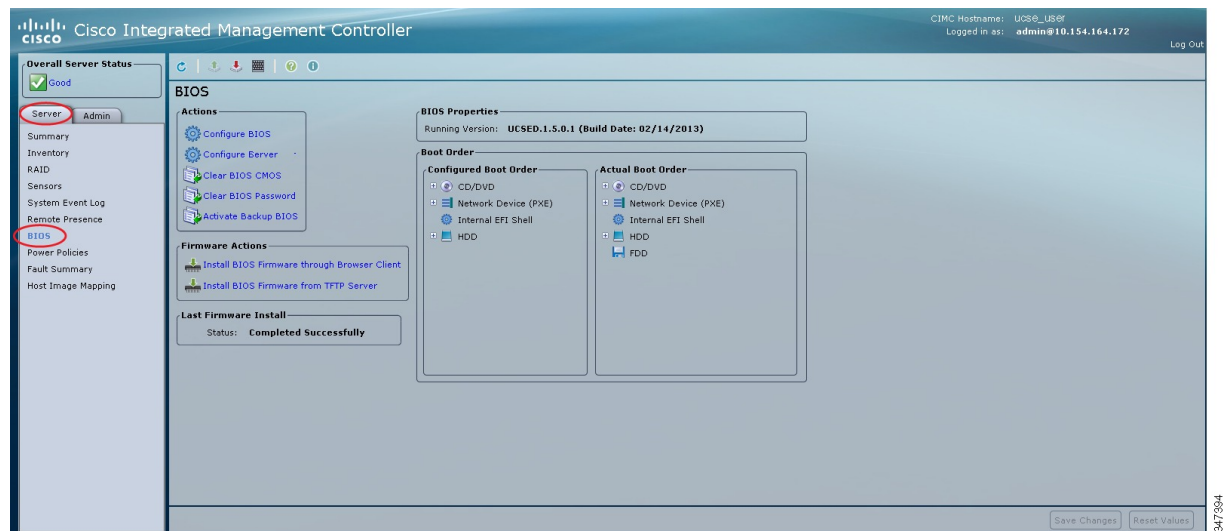 CISCO
Cisco Integrated Management Controller
CIMC Hostname: ucse_user
Logged in as: admin@10.154.164.172
Log Out
Overall Server Status
Good
Server
Admin
Summary
Inventory
RAID
Sensors
System Event Log
Remote Presence
BIOS
Power Policies
Fault Summary
Host Image Mapping
BIOS
Actions
Configure BIOS
Configure Server
Clear BIOS CMOS
Clear BIOS Password
Activate Backup BIOS
Firmware Actions
Install BIOS Firmware through Browser Client
Install BIOS Firmware from TFTP Server
Last Firmware Install
Status: Completed Successfully
BIOS Properties
Running Version: UCSED.1.5.0.1 (Build Date: 02/14/2013)
Boot Order
Configured Boot Order
CD/DVD
Network Device (PXE)
Internal EFI Shell
HDD
Actual Boot Order
CD/DVD
Network Device (PXE)
Internal EFI Shell
HDD
FDD
Save Changes
Reset Values
347394